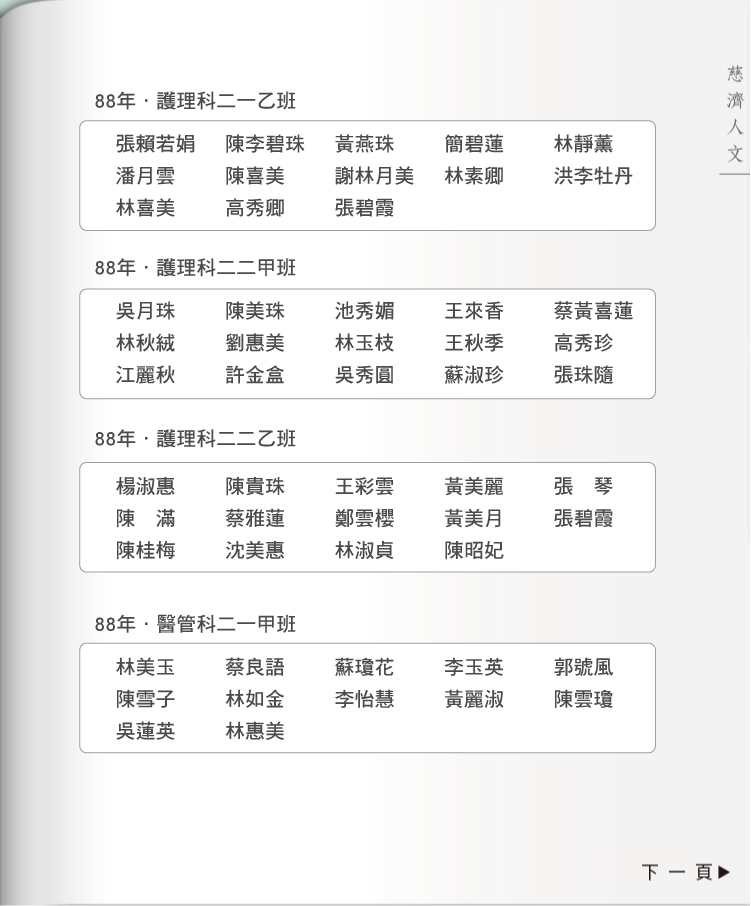 慈濟人文
88年．護理科二一乙班
張賴若娟 陳李碧珠 黃燕珠 簡碧蓮 林靜薰
潘月雲 陳喜美 謝林月美 林素卿 洪李牡丹
林喜美 高秀卿 張碧霞
88年．護理科二二甲班
吳月珠 陳美珠 池秀媚 王來香 蔡黃喜蓮
林秋絨 劉惠美 林玉枝 王秋季 高秀珍
江麗秋 許金盒 吳秀圓 蘇淑珍 張珠隨
88年．護理科二二乙班
楊淑惠 陳貴珠 王彩雲 黃美麗 張　琴
陳　滿 蔡雅蓮 鄭雲櫻 黃美月 張碧霞
陳桂梅 沈美惠 林淑貞 陳昭妃
88年．醫管科二一甲班
林美玉 蔡良語 蘇瓊花 李玉英 郭號風
陳雪子 林如金 李怡慧 黃麗淑 陳雲瓊
吳蓮英 林惠美
下一頁▶